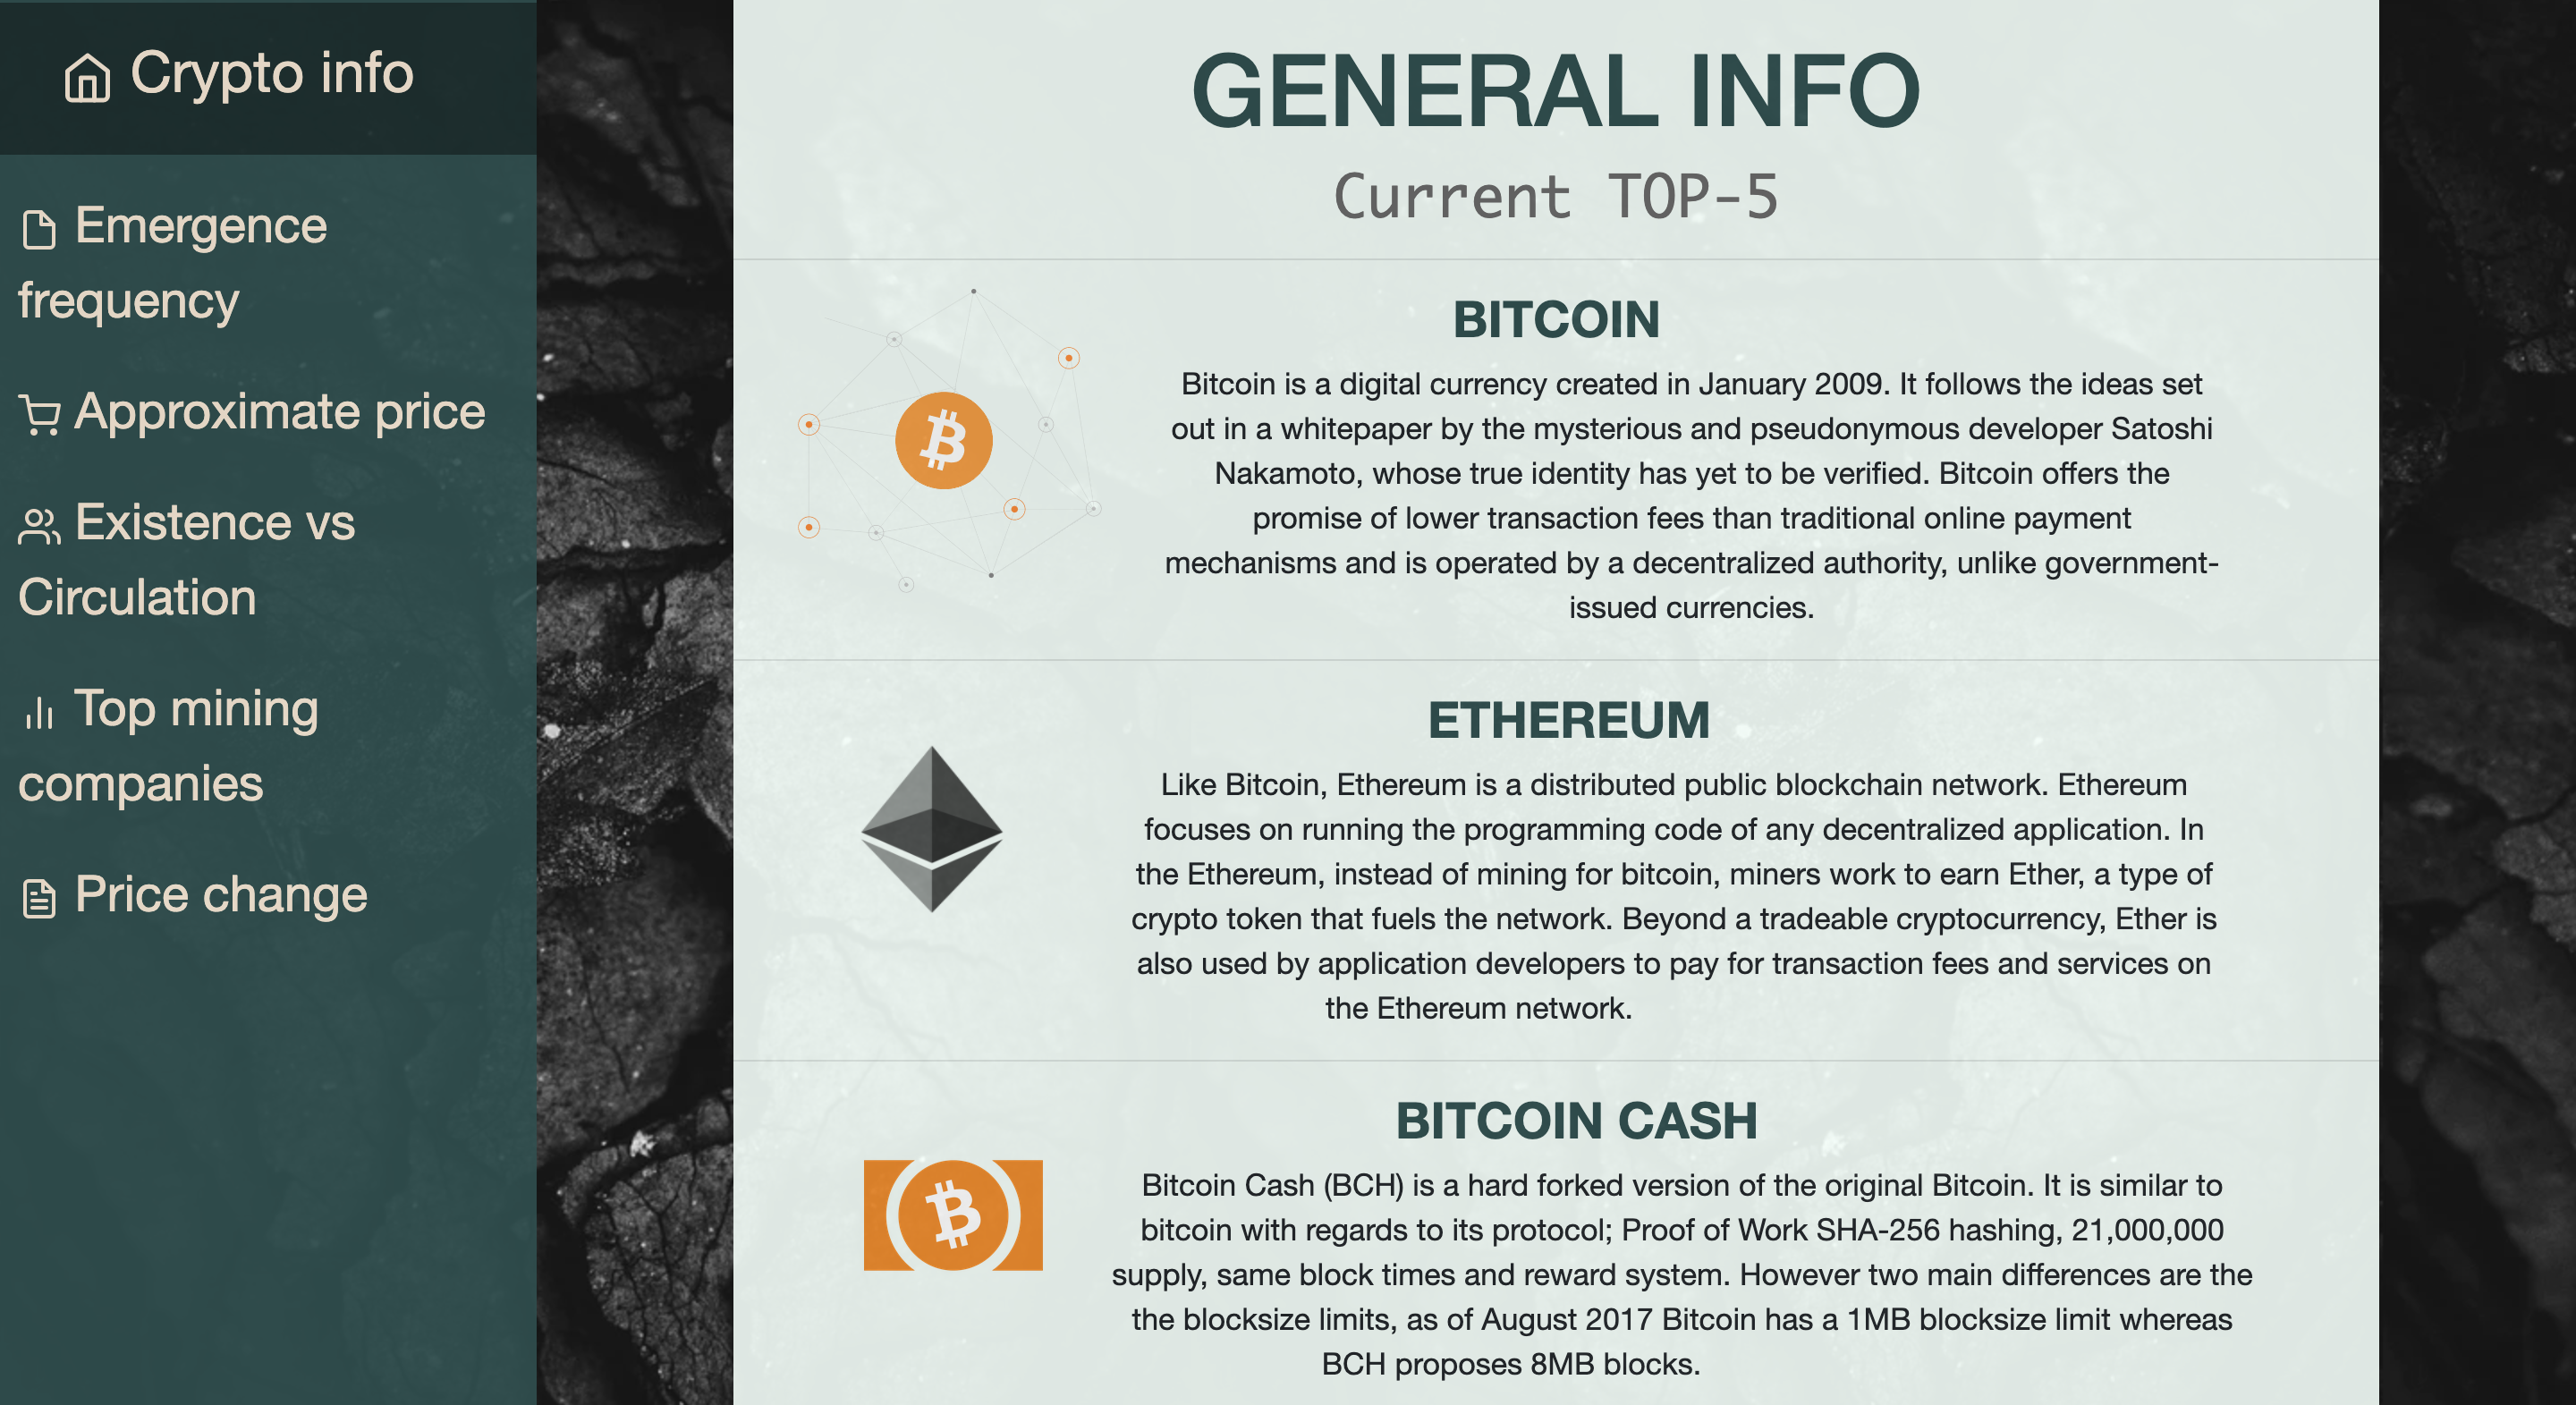 Crypto info
Emergence
frequency
Approximate price
Existence vs
Circulation
Top mining
companies
Price change
GENERAL INFO
Current TOP-5
BITCOIN
Bitcoin is a digital currency created in January 2009. It follows the ideas set
out in a whitepaper by the mysterious and pseudonymous developer Satoshi
Nakamoto, whose true identity has yet to be verified. Bitcoin offers the
promise of lower transaction fees than traditional online payment
mechanisms and is operated by a decentralized authority, unlike government-
issued currencies.
ETHEREUM
Like Bitcoin, Ethereum is a distributed public blockchain network. Ethereum
focuses on running the programming code of any decentralized application. In
the Ethereum, instead of mining for bitcoin, miners work to earn Ether, a type of
crypto token that fuels the network. Beyond a tradeable cryptocurrency, Ether is
also used by application developers to pay for transaction fees and services on
the Ethereum network.
BITCOIN CASH
Bitcoin Cash (BCH) is a hard forked version of the original Bitcoin. It is similar to
bitcoin with regards to its protocol; Proof of Work SHA-256 hashing, 21,000,000
supply, same block times and reward system. However two main differences are the
the blocksize limits, as of August 2017 Bitcoin has a 1MB blocksize limit whereas
BCH proposes 8MB blocks.